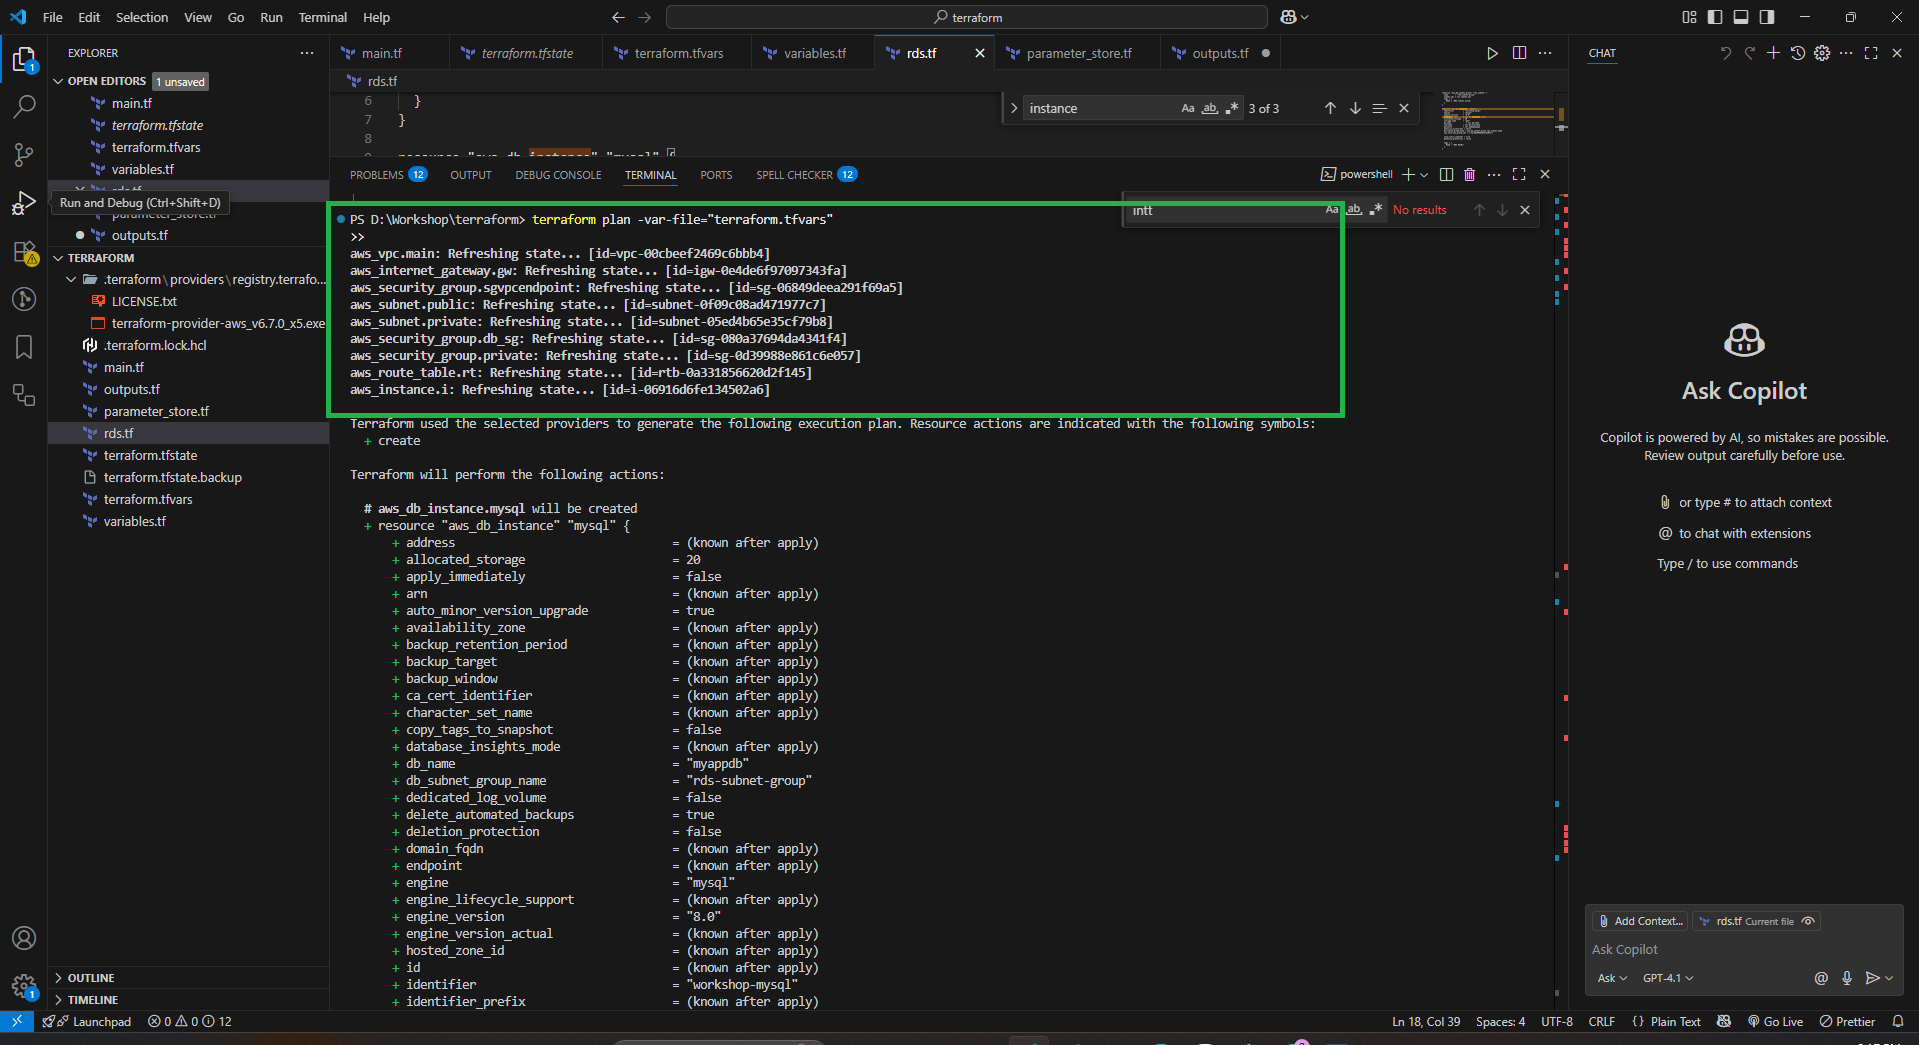 File Edit Selection View Go Run Terminal Help
terraform
EXPLORER
OPEN EDITORS 1 unsaved
main.tf
terraform.tfstate
terraform.tfvars
variables.tf
Run and Debug (Ctrl+Shift+D)
outputs.tf
TERRAFORM
.terraform\providers\registry.terrafo...
LICENSE.txt
terraform-provider-aws_v6.7.0_x5.exe
.terraform.lock.hcl
main.tf
outputs.tf
parameter_store.tf
rds.tf
terraform.tfstate
terraform.tfstate.backup
terraform.tfvars
variables.tf
OUTLINE
TIMELINE
main.tf terraform.tfstate terraform.tfvars variables.tf rds.tf parameter_store.tf outputs.tf
rds.tf
6 }
7 }
8
instance Aa ab 3 of 3
PROBLEMS 12 OUTPUT DEBUG CONSOLE TERMINAL PORTS SPELL CHECKER 12 powershell
intt Aa ab No results
PS D:\Workshop\terraform> terraform plan -var-file="terraform.tfvars"
>>
aws_vpc.main: Refreshing state... [id=vpc-00cbeef2469c6bbb4]
aws_internet_gateway.gw: Refreshing state... [id=igw-0e4de6f97097343fa]
aws_security_group.sgvpcendpoint: Refreshing state... [id=sg-06849deea291f69a5]
aws_subnet.public: Refreshing state... [id=subnet-0f09c08ad471977c7]
aws_subnet.private: Refreshing state... [id=subnet-05ed4b65e35cf79b8]
aws_security_group.db_sg: Refreshing state... [id=sg-080a37694da4341f4]
aws_security_group.private: Refreshing state... [id=sg-0d39988e861c6e057]
aws_route_table.rt: Refreshing state... [id=rtb-0a331856620d2f145]
aws_instance.i: Refreshing state... [id=i-06916d6fe134502a6]
Terraform used the selected providers to generate the following execution plan. Resource actions are indicated with the following symbols:
+ create
Terraform will perform the following actions:
# aws_db_instance.mysql will be created
+ resource "aws_db_instance" "mysql" {
+ address = (known after apply)
+ allocated_storage = 20
+ apply_immediately = false
+ arn = (known after apply)
+ auto_minor_version_upgrade = true
+ availability_zone = (known after apply)
+ backup_retention_period = (known after apply)
+ backup_target = (known after apply)
+ backup_window = (known after apply)
+ ca_cert_identifier = (known after apply)
+ character_set_name = (known after apply)
+ copy_tags_to_snapshot = false
+ database_insights_mode = (known after apply)
+ db_name = "myappdb"
+ db_subnet_group_name = "rds-subnet-group"
+ dedicated_log_volume = false
+ delete_automated_backups = true
+ deletion_protection = false
+ domain_fqdn = (known after apply)
+ endpoint = (known after apply)
+ engine = "mysql"
+ engine_lifecycle_support = (known after apply)
+ engine_version = "8.0"
+ engine_version_actual = (known after apply)
+ hosted_zone_id = (known after apply)
+ id = (known after apply)
+ identifier = "workshop-mysql"
+ identifier_prefix = (known after apply)
CHAT
Ask Copilot
Copilot is powered by AI, so mistakes are possible.
Review output carefully before use.
or type # to attach context
@ to chat with extensions
Type / to use commands
Add Context... rds.tf Current file
Ask Copilot
Ask GPT-4.1
Launchpad 0 0 12
Ln 18, Col 39 Spaces: 4 UTF-8 CRLF {} Plain Text Go Live Prettier